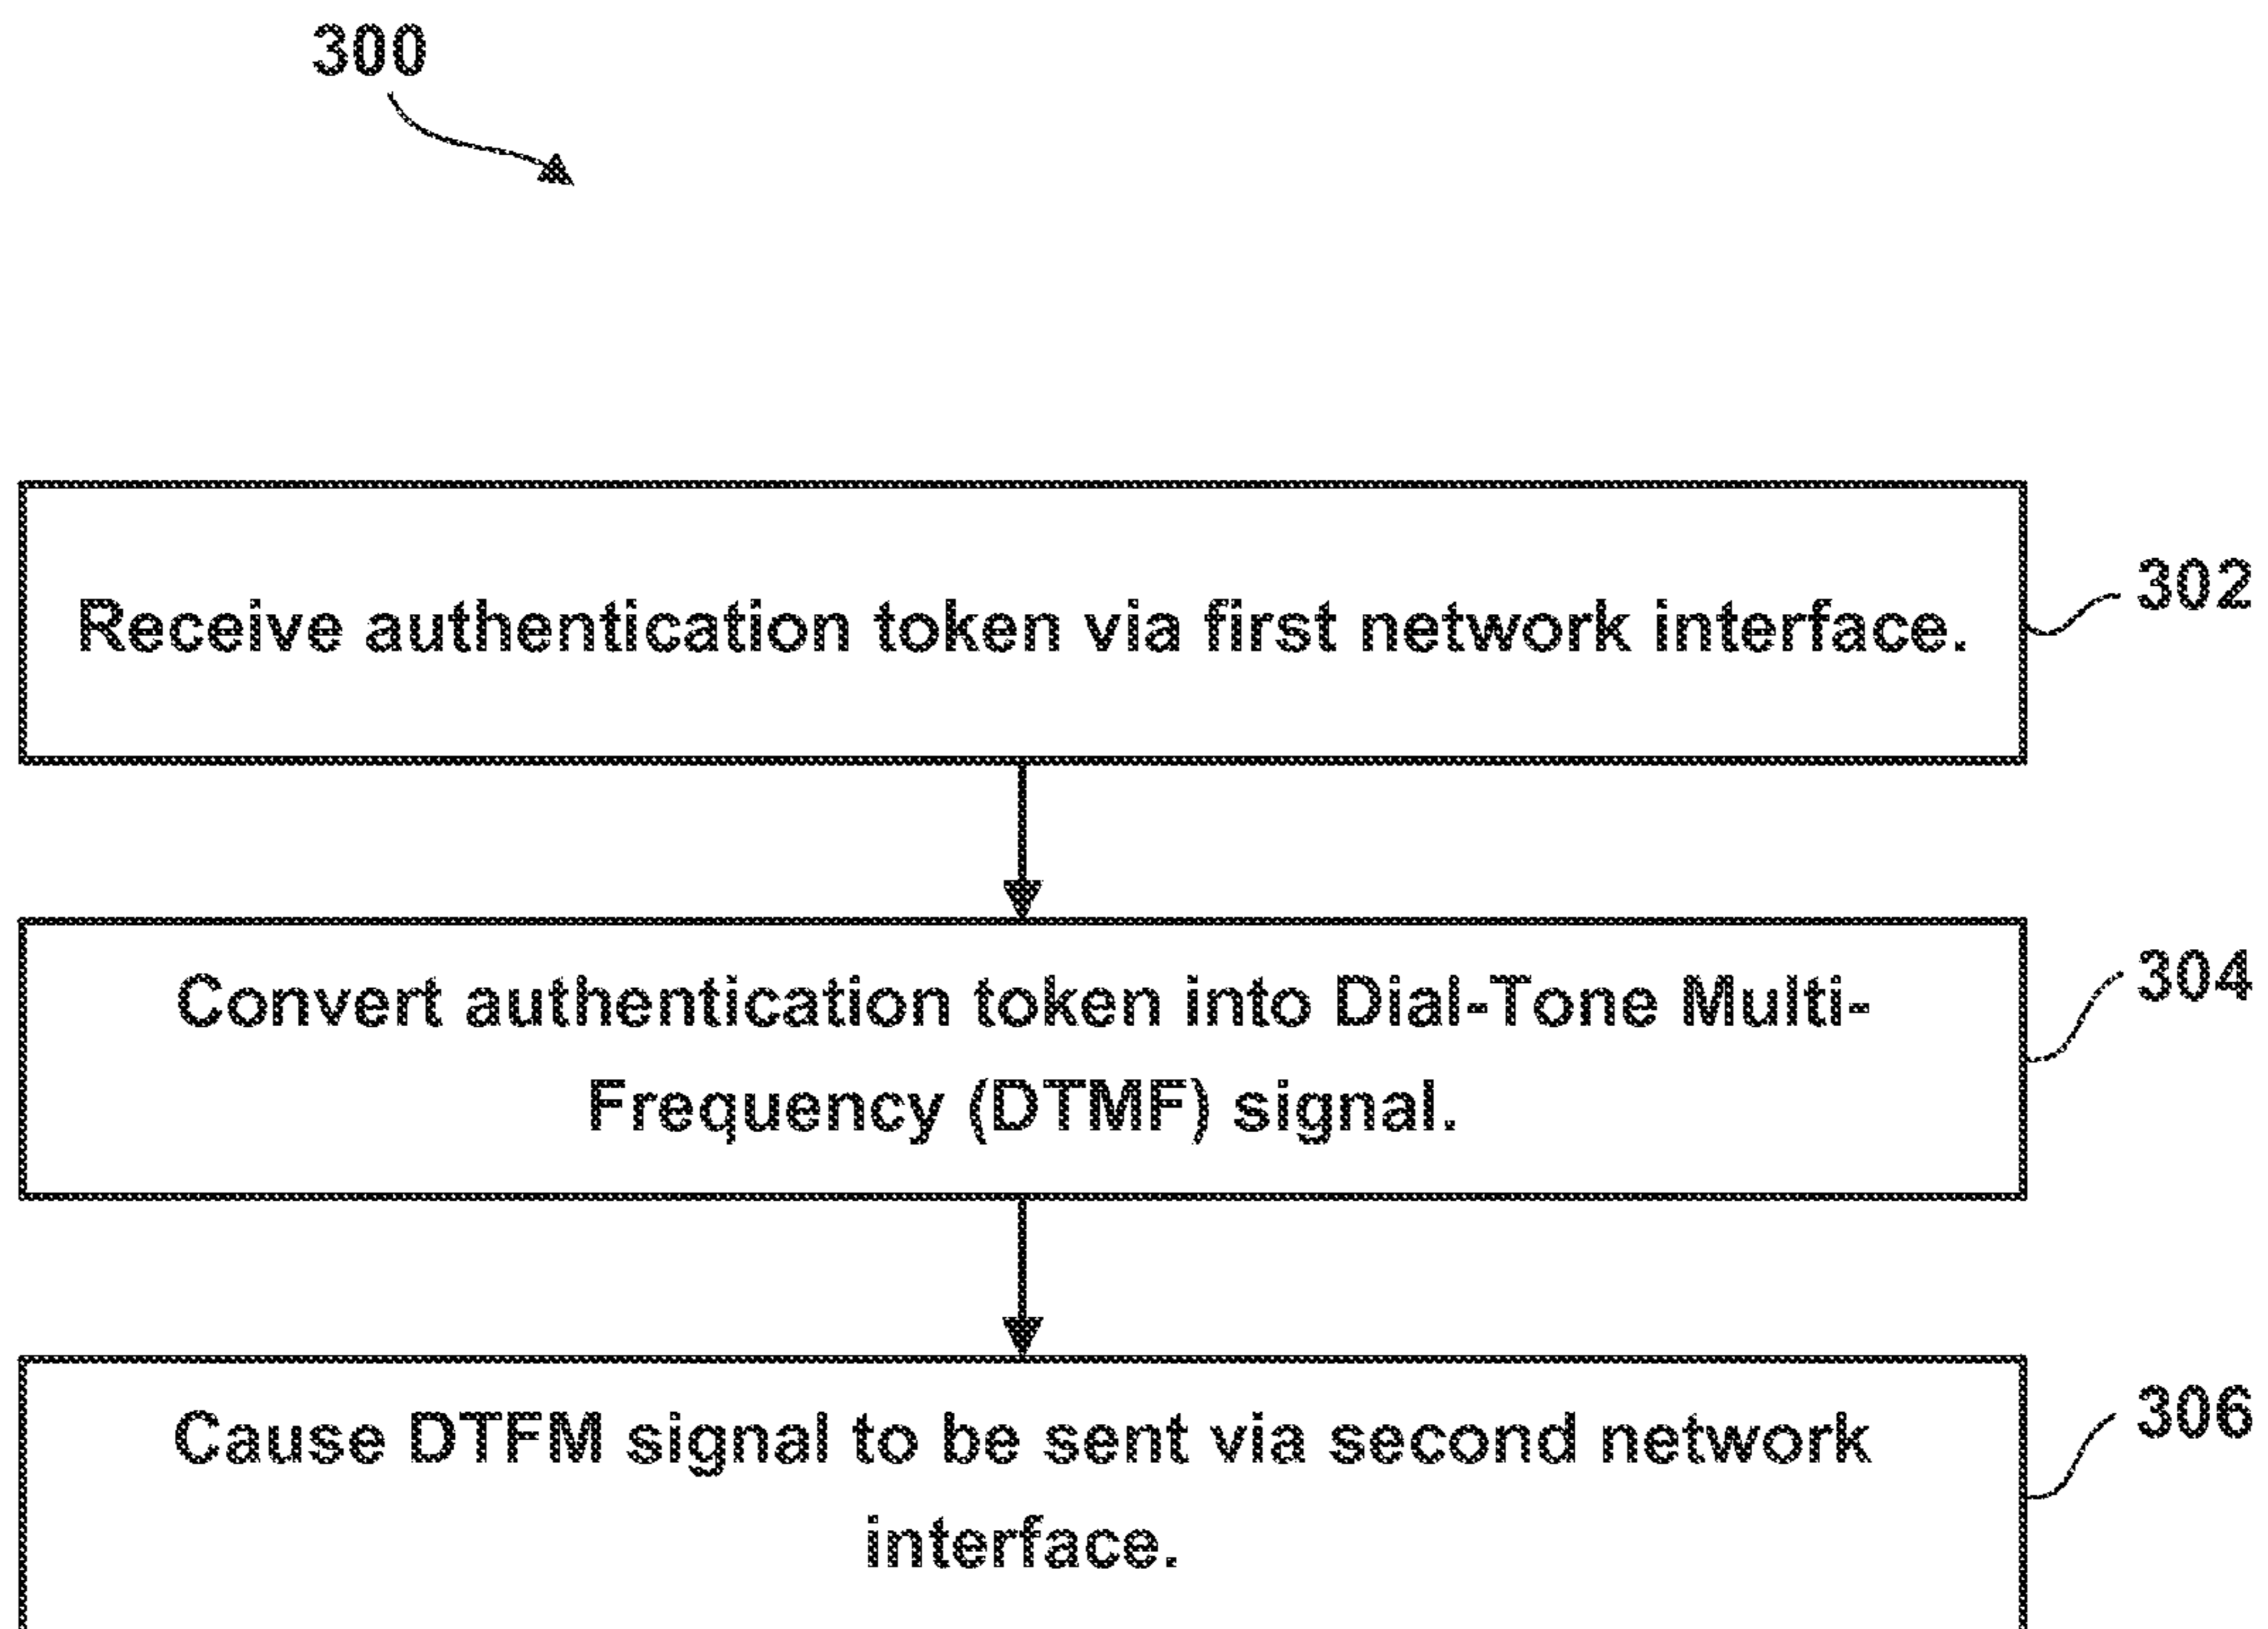 300
Receive authentication token via first network interface.
302
Convert authentication token into Dial-Tone Multi-
Frequency (DTMF) signal.
304
Cause DTFM signal to be sent via second network
interface.
306